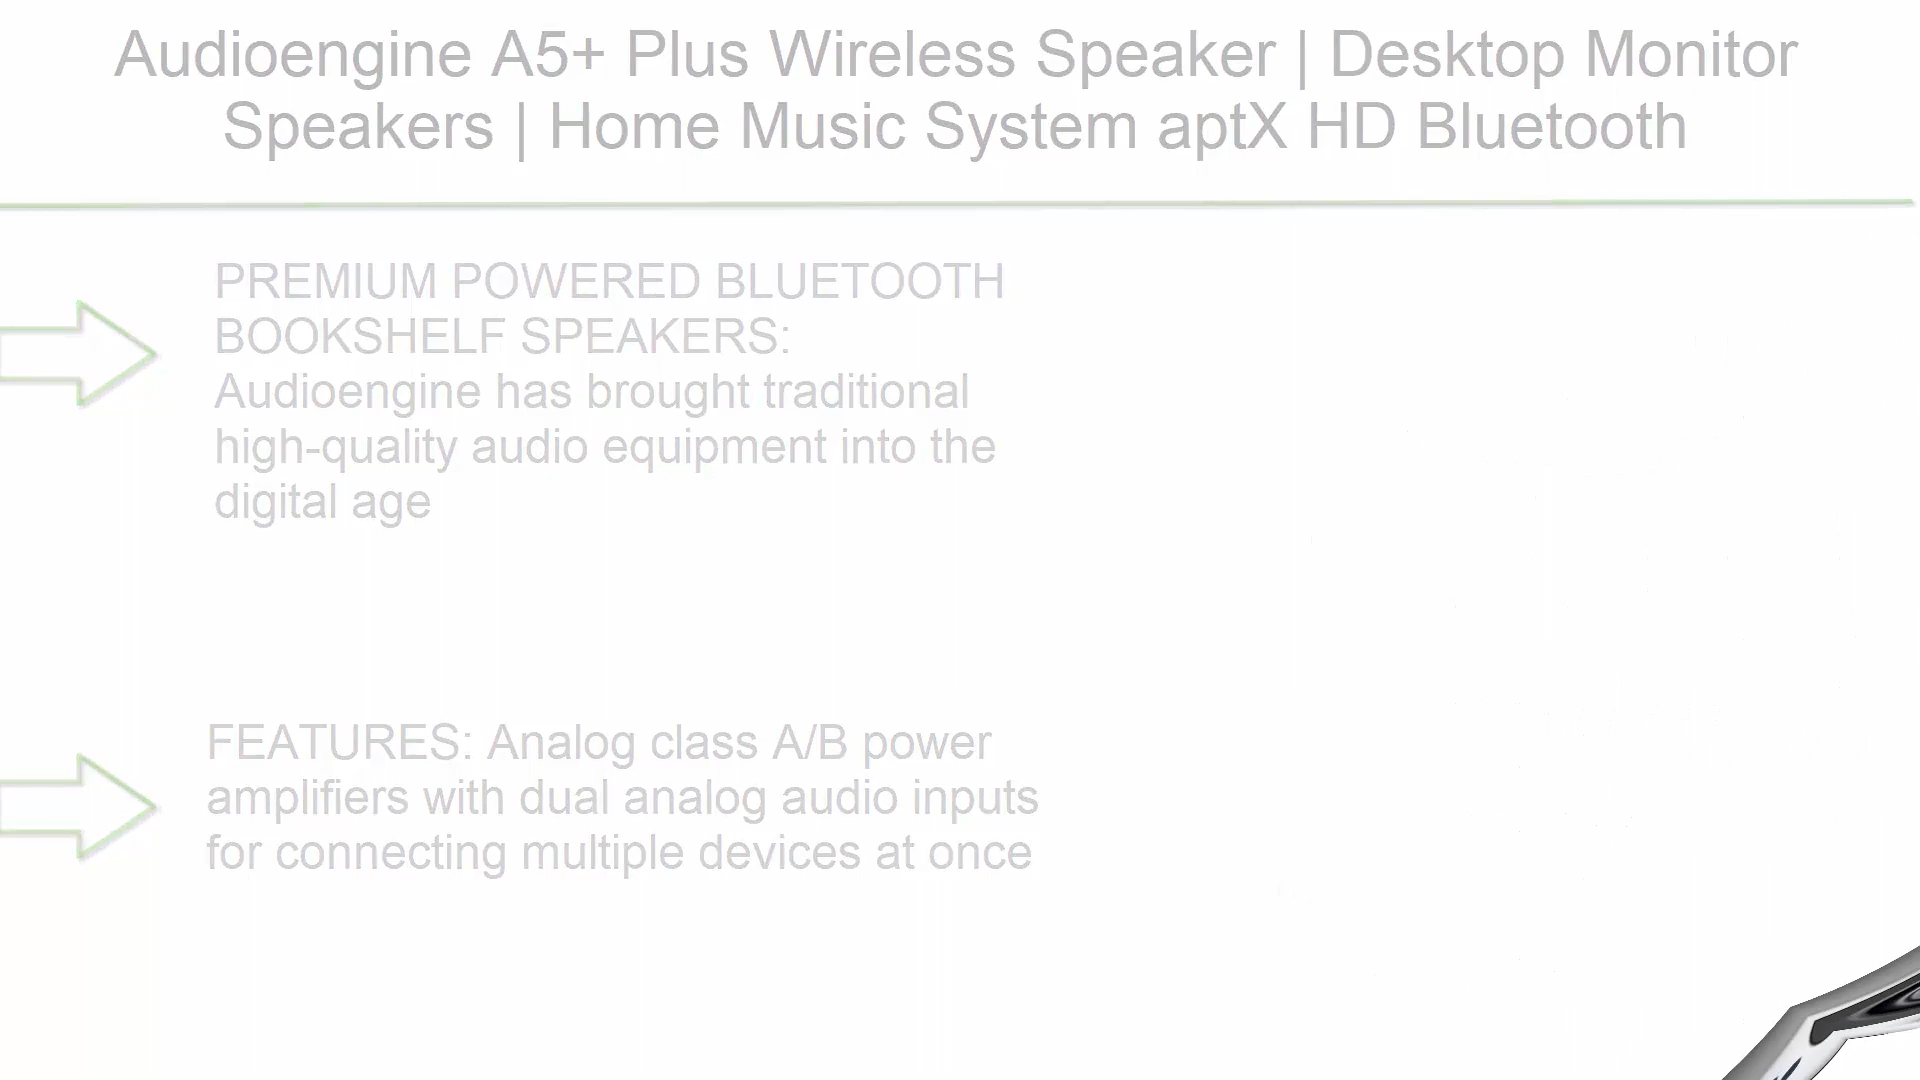 Audioengine A5+ Plus Wireless Speaker | Desktop Monitor
Speakers | Home Music System aptX HD Bluetooth
PREMIUM POWERED BLUETOOTH
BOOKSHELF SPEAKERS:
Audioengine has brought traditional
high-quality audio equipment into the
digital age
FEATURES: Analog class A/B power
amplifiers with dual analog audio inputs
for connecting multiple devices at once